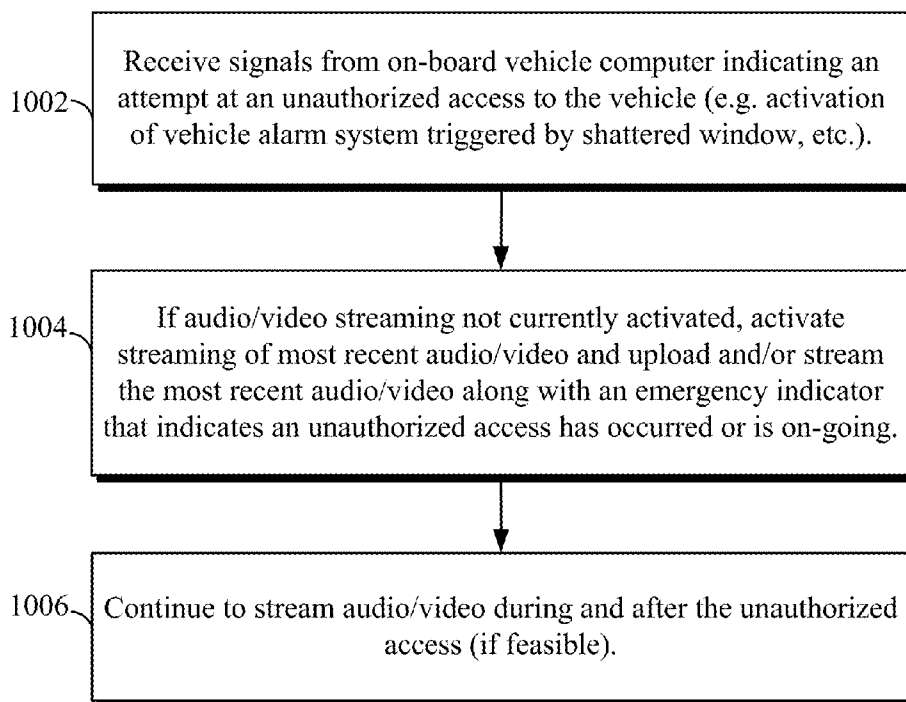 1002
Receive signals from on-board vehicle computer indicating an
attempt at an unauthorized access to the vehicle (e.g. activation
of vehicle alarm system triggered by shattered window, etc.).
1004
If audio/video streaming not currently activated, activate
streaming of most recent audio/video and upload and/or stream
the most recent audio/video along with an emergency indicator
that indicates an unauthorized access has occurred or is on-going.
1006
Continue to stream audio/video during and after the unauthorized
access (if feasible).